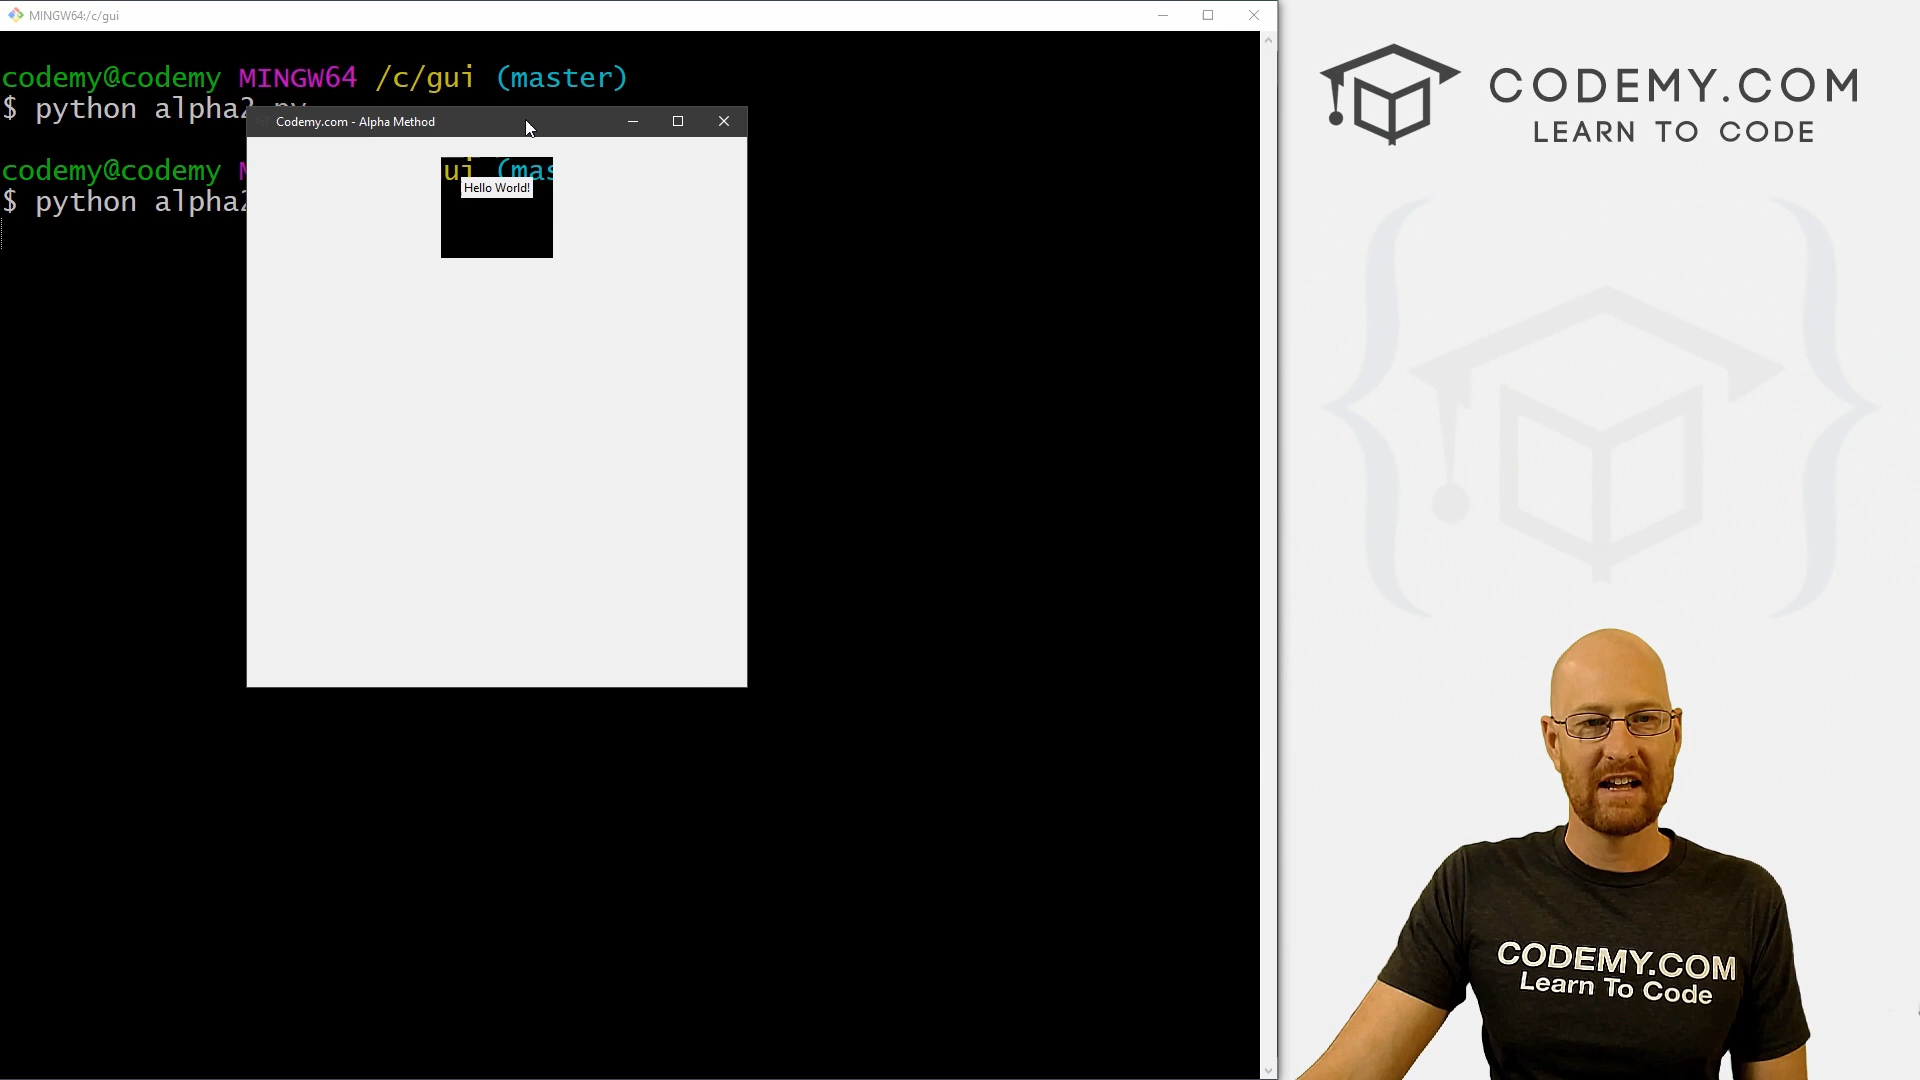 MINGW64:/c/gui
codemy@codemy MINGW64 /c/gui (master)
$ python alpha2.py
Codemy.com - Alpha Method
codemy@codemy M ui (mas
Hello World!
$ python alpha2
CODEMY.COM
LEARN TO CODE
CODEMY.COM
Learn To Code